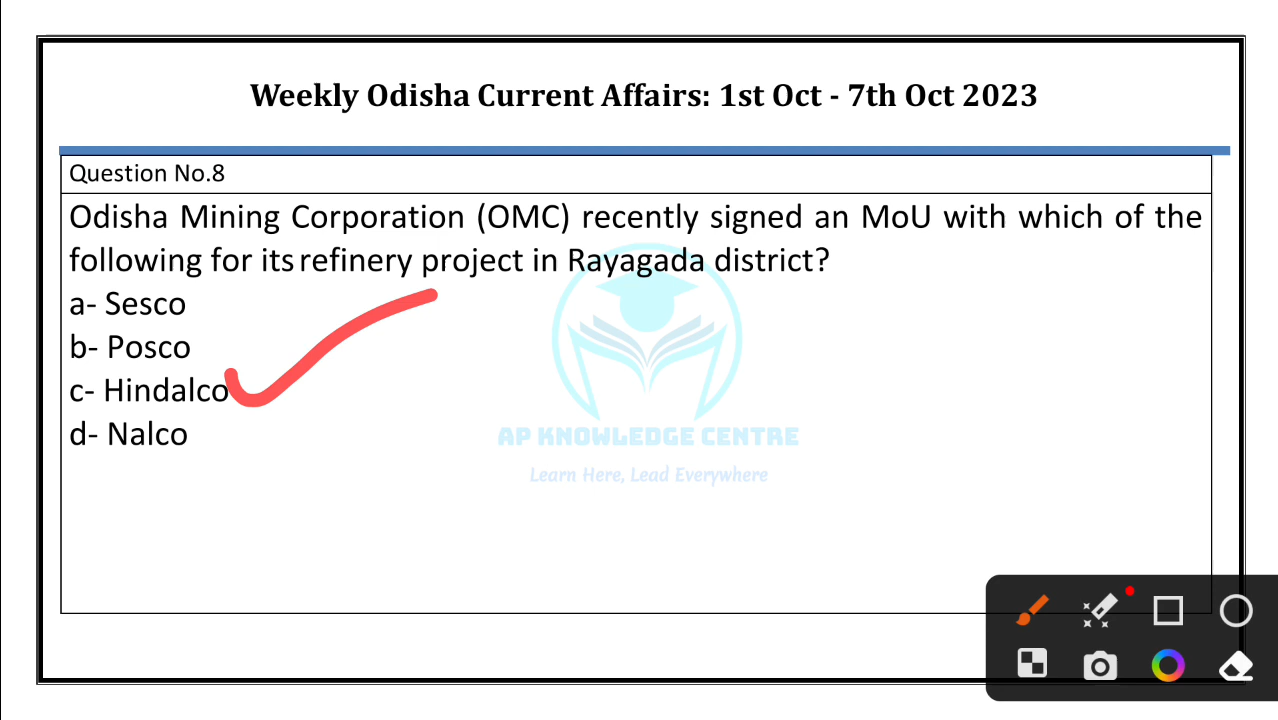 Weekly Odisha Current Affairs: 1st Oct - 7th Oct 2023
Question No.8
Odisha Mining Corporation (OMC) recently signed an MoU with which of the
following for its refinery project in Rayagada district?
a- Sesco
b- Posco
c- Hindalco
d- Nalco
AP KNOWLEDGE CENTRE
Learn Here, Lead Everywhere